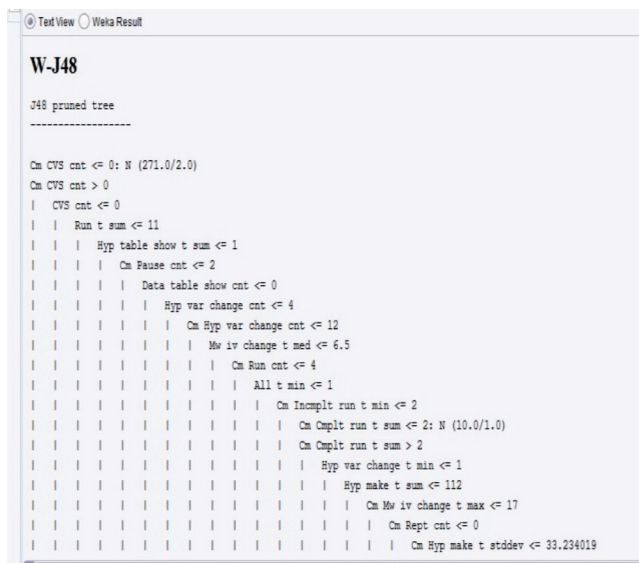 Text View Weka Result
W-J48
J48 pruned tree
------------------
Cm CVS cnt <= 0: N (271.0/2.0)
Cm CVS cnt > 0
| CVS cnt <= 0
| | Run t sum <= 11
| | | Hyp table show t sum <= 1
| | | | Cm Pause cnt <= 2
| | | | | Data table show cnt <= 0
| | | | | | Hyp var change cnt <= 4
| | | | | | | Cm Hyp var change cnt <= 12
| | | | | | | | Mw iv change t med <= 6.5
| | | | | | | | | Cm Run cnt <= 4
| | | | | | | | | | All t min <= 1
| | | | | | | | | | | Cm Incmplt run t min <= 2
| | | | | | | | | | | | Cm Cmplt run t sum <= 2: N (10.0/1.0)
| | | | | | | | | | | | Cm Cmplt run t sum > 2
| | | | | | | | | | | | | Hyp var change t min <= 1
| | | | | | | | | | | | | | Hyp make t sum <= 112
| | | | | | | | | | | | | | | Cm Mw iv change t max <= 17
| | | | | | | | | | | | | | | | Cm Rept cnt <= 0
| | | | | | | | | | | | | | | | | Cm Hyp make t stddev <= 33.234019